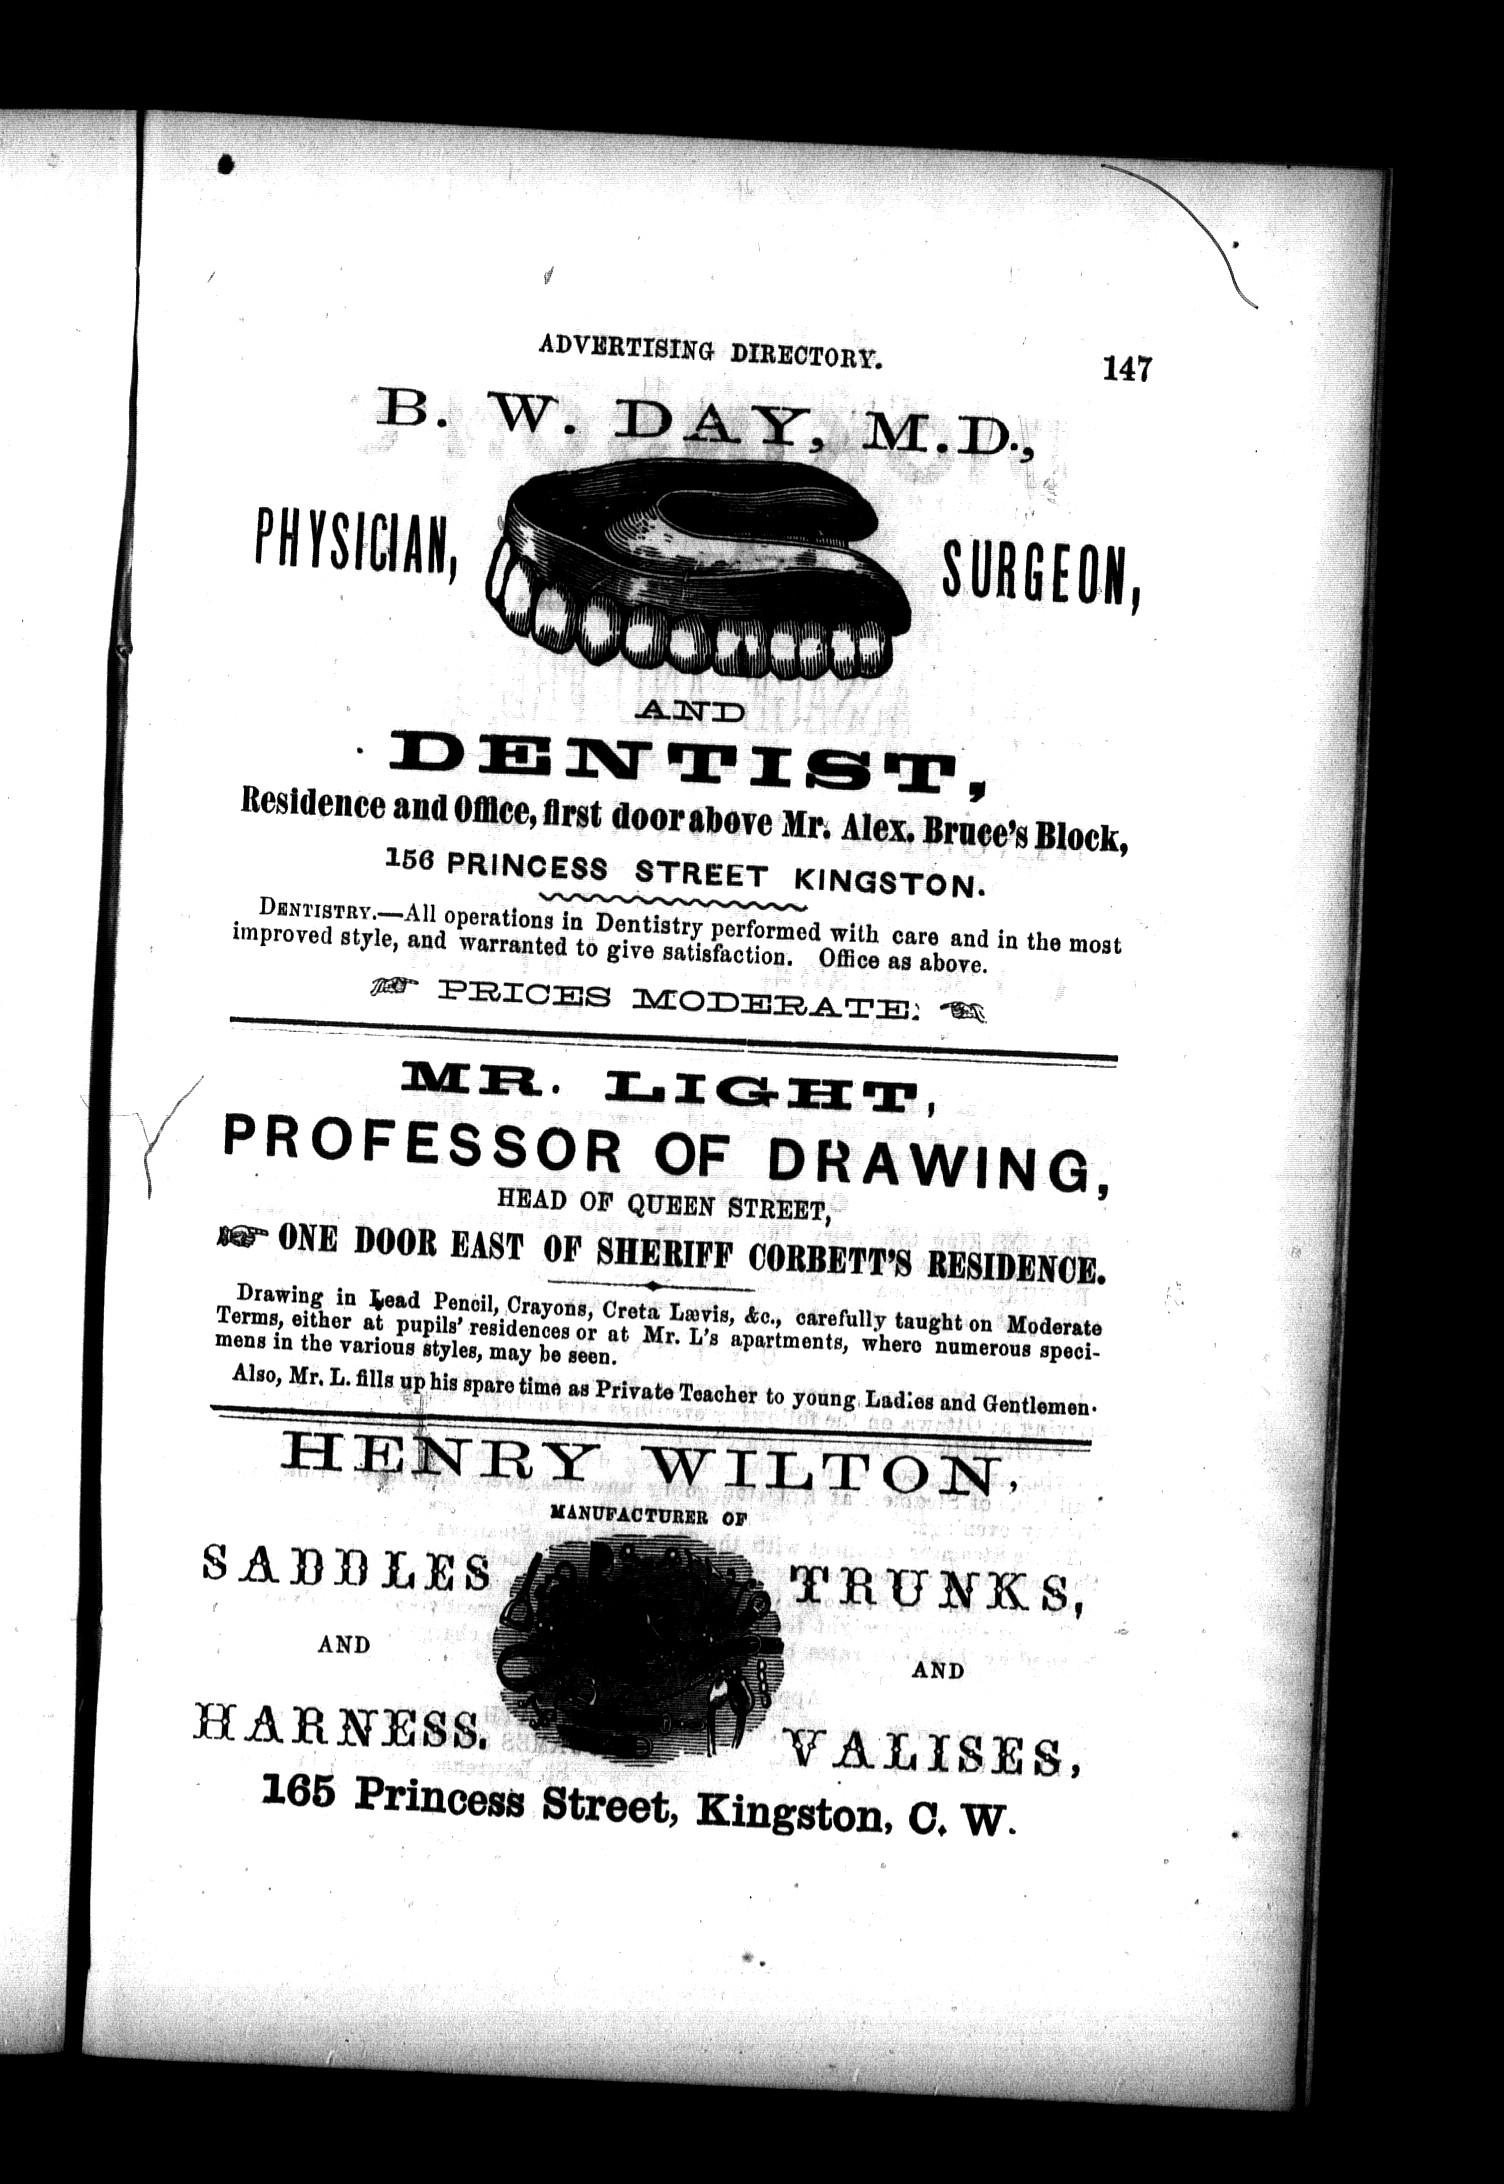 ADVERTISING DIRECTORY. 147
B. W. DAY, M.D.,
PHYSICIAN, SURGEON,
AND
DENTIST,
Residence and Office, first door above Mr. Alex. Bruce's Block,
156 PRINCESS STREET KINGSTON.
DENTISTRY.—All operations in Dentistry performed with care and in the most
improved style, and warranted to give satisfaction. Office as above.
☞ PRICES MODERATE. ☜
MR. LIGHT,
PROFESSOR OF DRAWING,
HEAD OF QUEEN STREET,
☞ ONE DOOR EAST OF SHERIFF CORBETT'S RESIDENCE.
Drawing in Lead Pencil, Crayons, Creta Lævis, &c., carefully taught on Moderate
Terms, either at pupils' residences or at Mr. L's apartments, where numerous speci-
mens in the various styles, may be seen.
Also, Mr. L. fills up his spare time as Private Teacher to young Ladies and Gentlemen.
HENRY WILTON,
MANUFACTURER OF
SADDLES TRUNKS,
AND AND
HARNESS. VALISES,
165 Princess Street, Kingston, C. W.